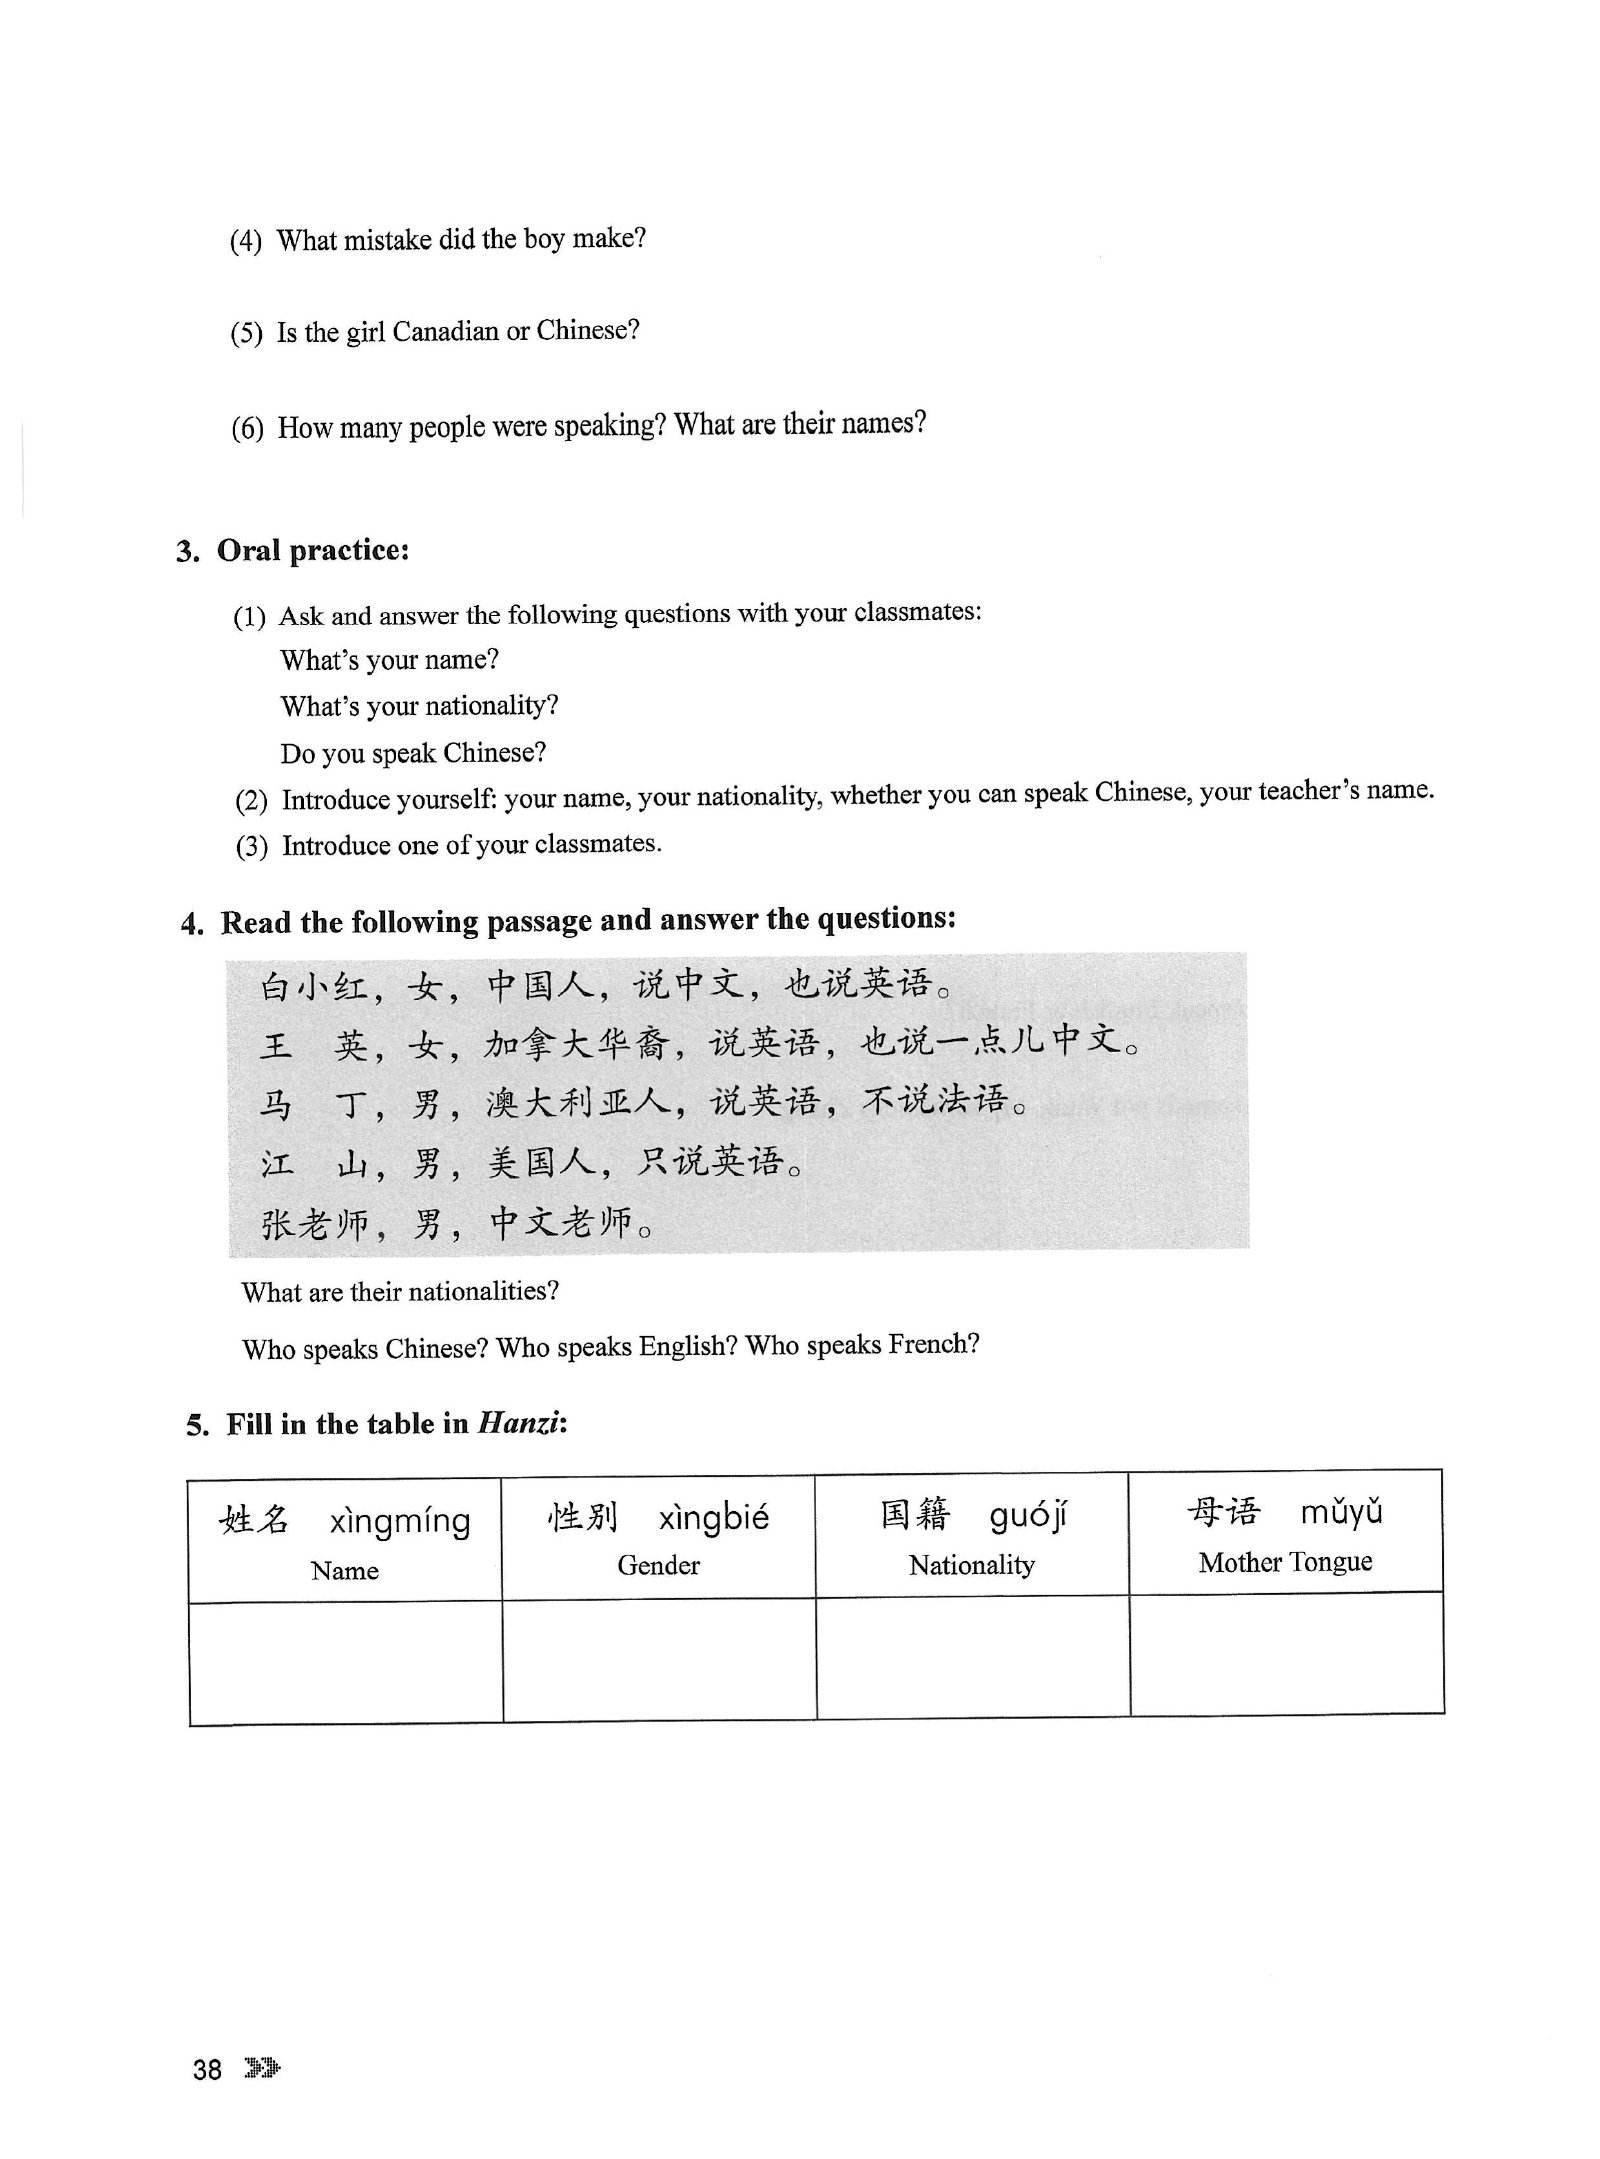 (4) What mistake did the boy make?
(5) Is the girl Canadian or Chinese?
(6) How many people were speaking? What are their names?
3. Oral practice:
(1) Ask and answer the following questions with your classmates:
What's your name?
What's your nationality?
Do you speak Chinese?
(2) Introduce yourself: your name, your nationality, whether you can speak Chinese, your teacher's name.
(3) Introduce one of your classmates.
4. Read the following passage and answer the questions:
白小红，女，中国人，说中文，也说英语。
王　英，女，加拿大华裔，说英语，也说一点儿中文。
马　丁，男，澳大利亚人，说英语，不说法语。
江　山，男，美国人，只说英语。
张老师，男，中文老师。
What are their nationalities?
Who speaks Chinese? Who speaks English? Who speaks French?
5. Fill in the table in Hanzi:
姓名 xìngmíng 性别 xìngbié 国籍 guójí 母语 mǔyǔ
Name Gender Nationality Mother Tongue
38